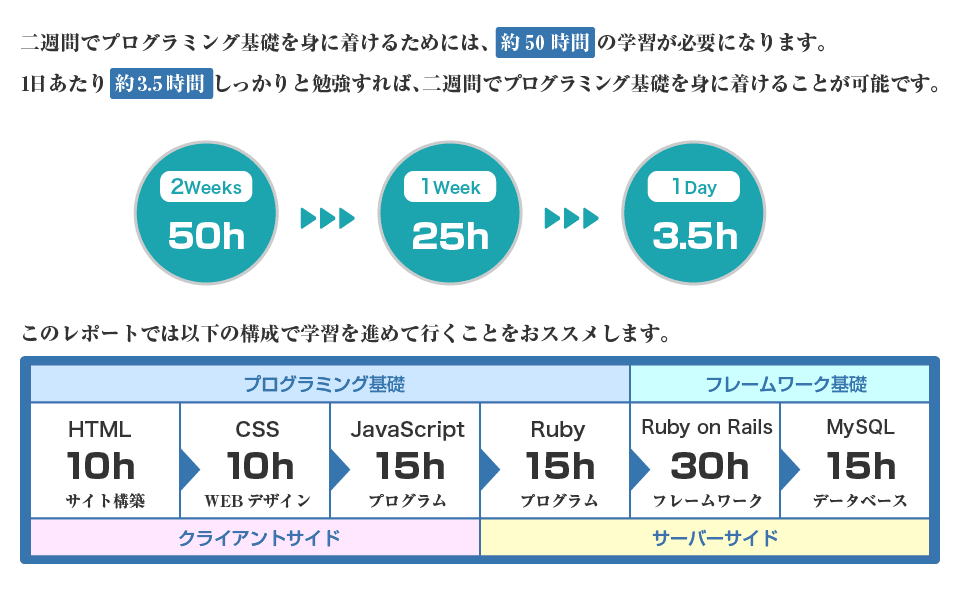 二週間でプログラミング基礎を身に着けるためには、約50時間の学習が必要になります。
1日あたり約3.5時間しっかりと勉強すれば、二週間でプログラミング基礎を身に着けることが可能です。
2Weeks
50h
1Week
25h
1Day
3.5h
このレポートでは以下の構成で学習を進めて行くことをおススメします。
プログラミング基礎
フレームワーク基礎
HTML
10h
サイト構築
CSS
10h
WEBデザイン
JavaScript
15h
プログラム
Ruby
15h
プログラム
Ruby on Rails
30h
フレームワーク
MySQL
15h
データベース
クライアントサイド
サーバーサイド